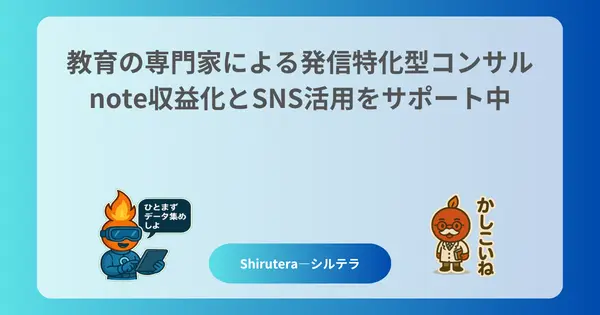 教育の専門家による発信特化型コンサル
note収益化とSNS活用をサポート中
ひとまず
データ集め
しよ
かしこいね
Shirutera―シルテラ